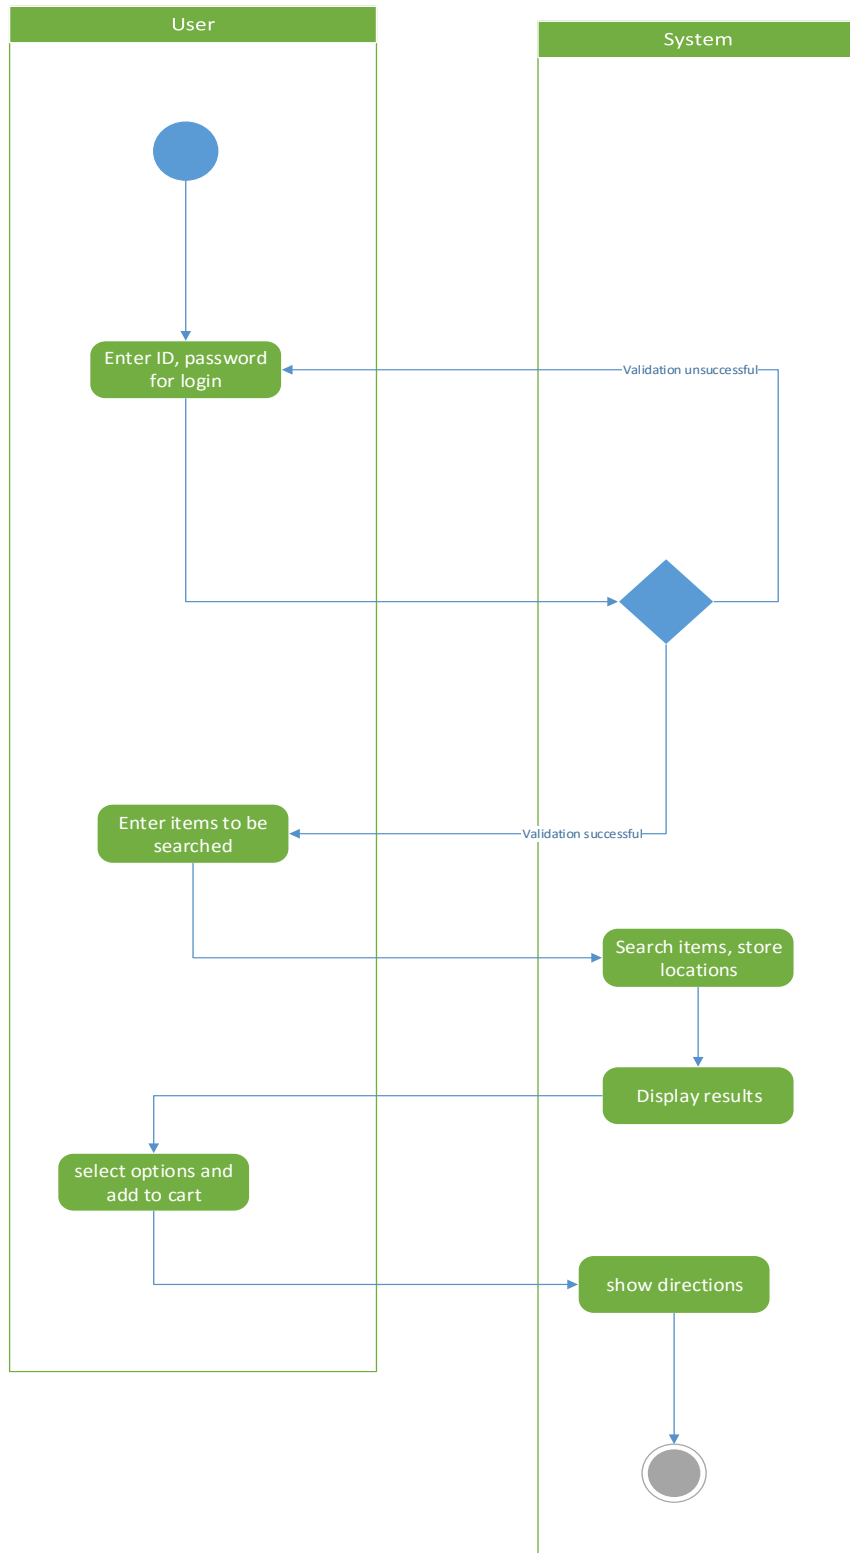 User
System
Enter ID, password
for login
Validation unsuccessful
Enter items to be
searched
Validation successful
Search items, store
locations
Display results
select options and
add to cart
show directions